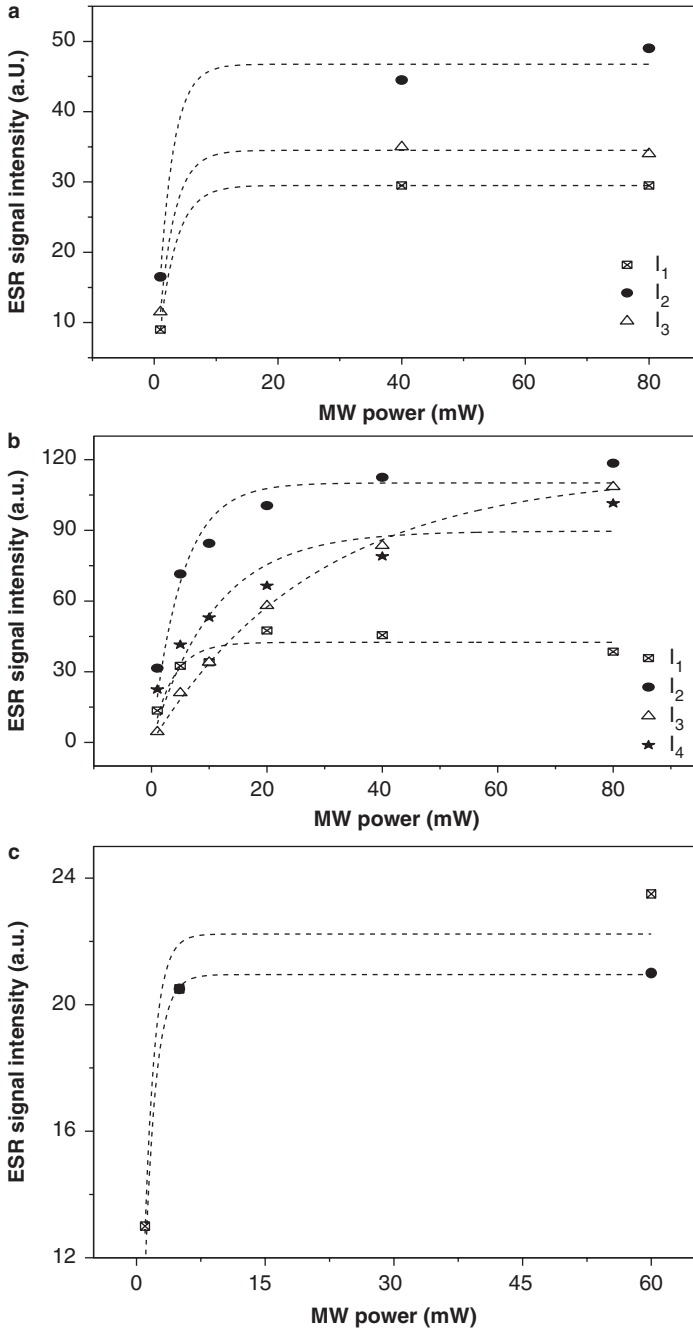 a
ESR signal intensity (a.U.)
50
40
30
20
10
I₁
I₂
I₃
0
20
40
60
80
MW power (mW)
b
ESR signal intensity (a.u.)
120
90
60
30
0
I₁
I₂
I₃
I₄
0
20
40
60
80
MW power (mW)
c
ESR signal intensity (a.u.)
24
20
16
12
0
15
30
45
60
MW power (mW)